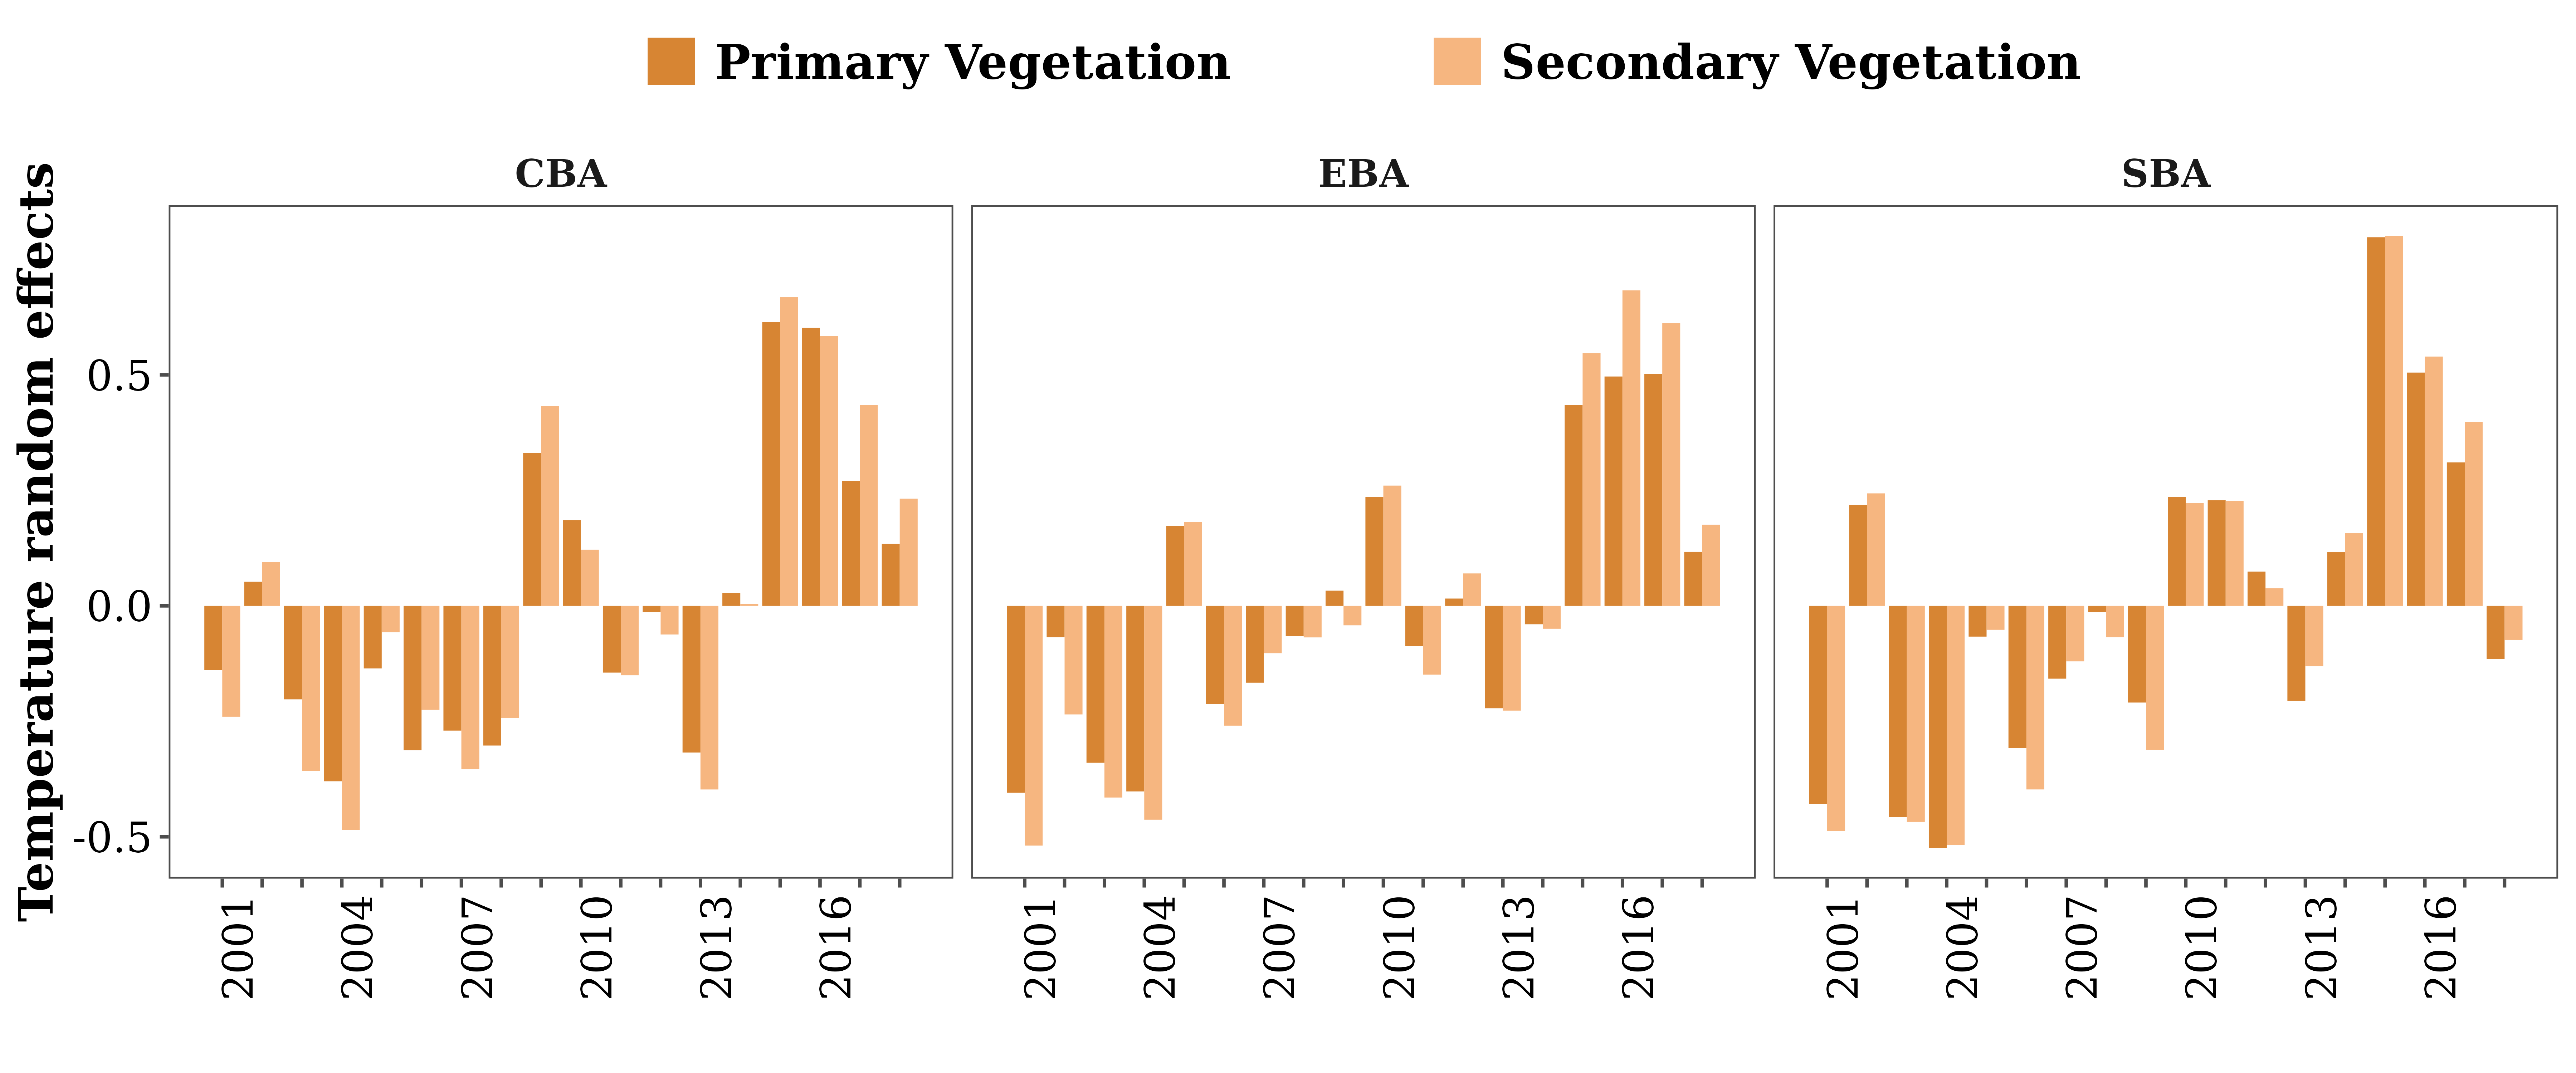 Primary Vegetation Secondary Vegetation
Temperature random effects
CBA EBA SBA
0.5
0.0
-0.5
2001 2004 2007 2010 2013 2016 2001 2004 2007 2010 2013 2016 2001 2004 2007 2010 2013 2016